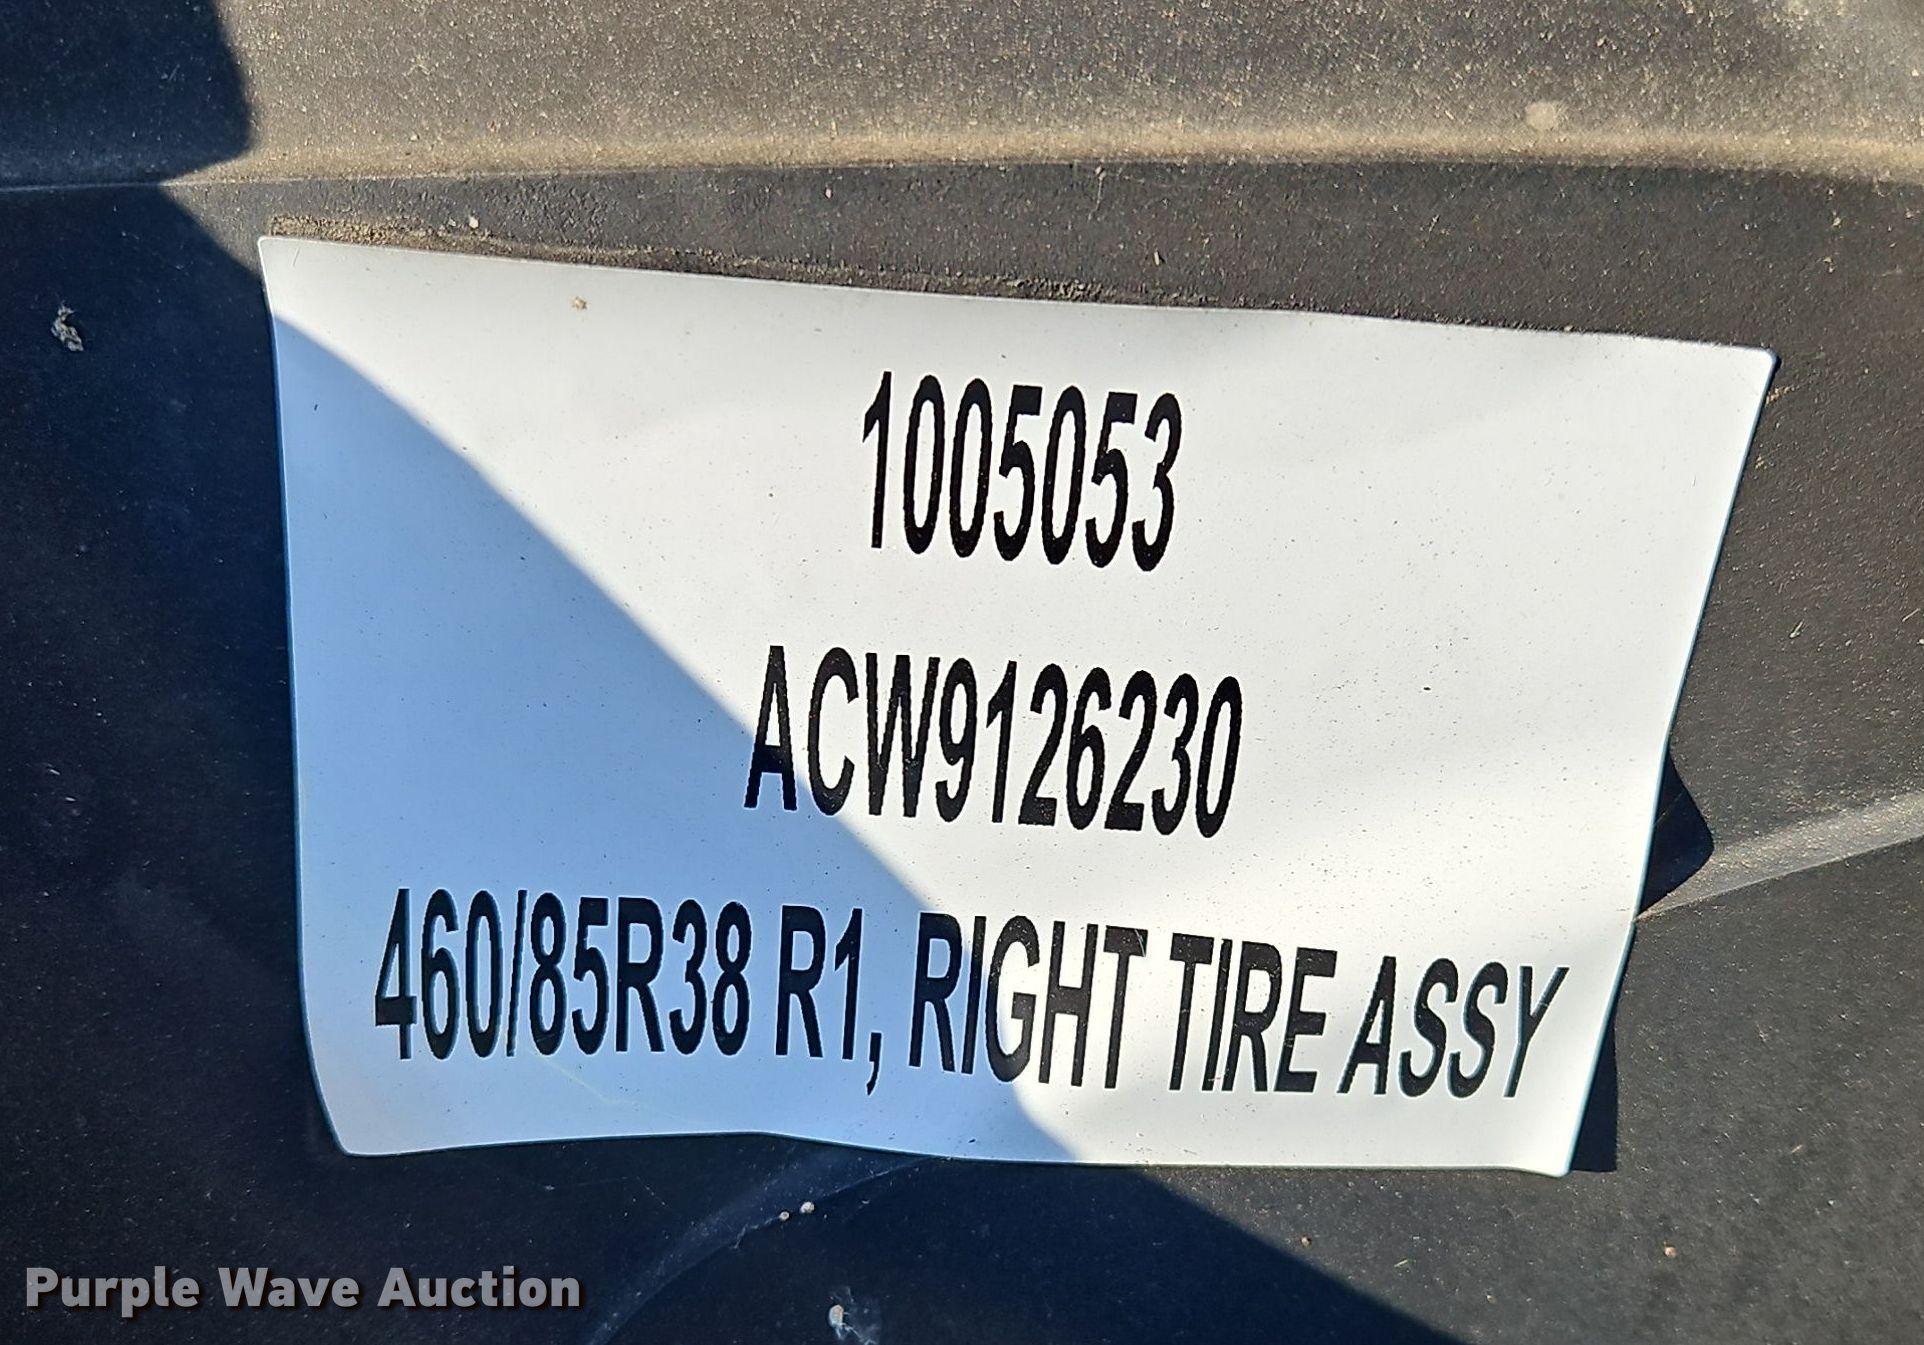 1005053
ACW9126230
460/85R38 R1, RIGHT TIRE ASSY
Purple Wave Auction